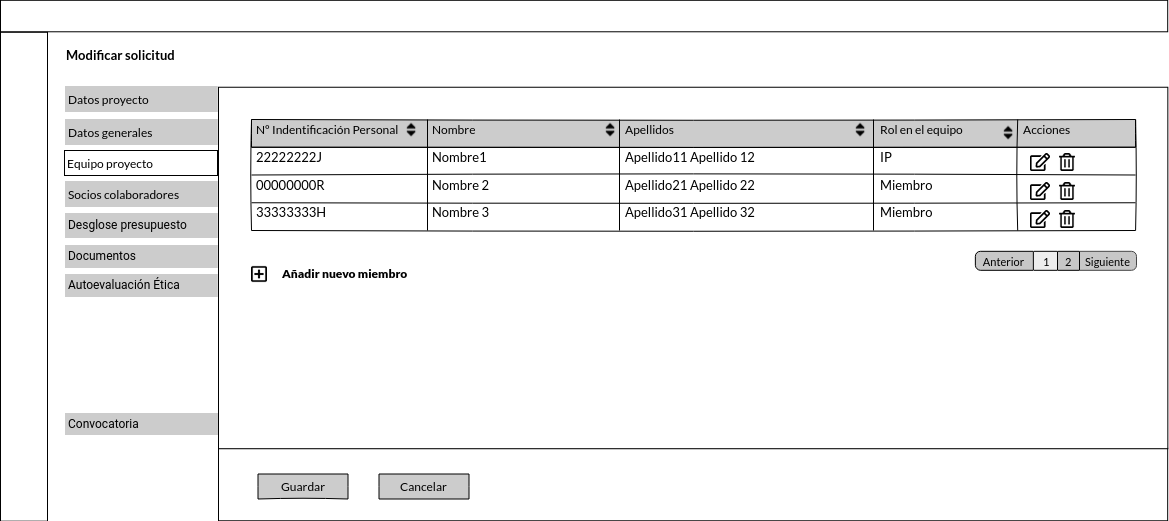 Modificar solicitud
Datos proyecto
Datos generales
Equipo proyecto
Socios colaboradores
Desglose presupuesto
Documentos
Autoevaluación Ética
Convocatoria
Nº Indentificación Personal Nombre Apellidos Rol en el equipo Acciones
22222222J Nombre1 Apellido11 Apellido 12 IP
00000000R Nombre 2 Apellido21 Apellido 22 Miembro
33333333H Nombre 3 Apellido31 Apellido 32 Miembro
Anterior 1 2 Siguiente
Añadir nuevo miembro
Guardar Cancelar